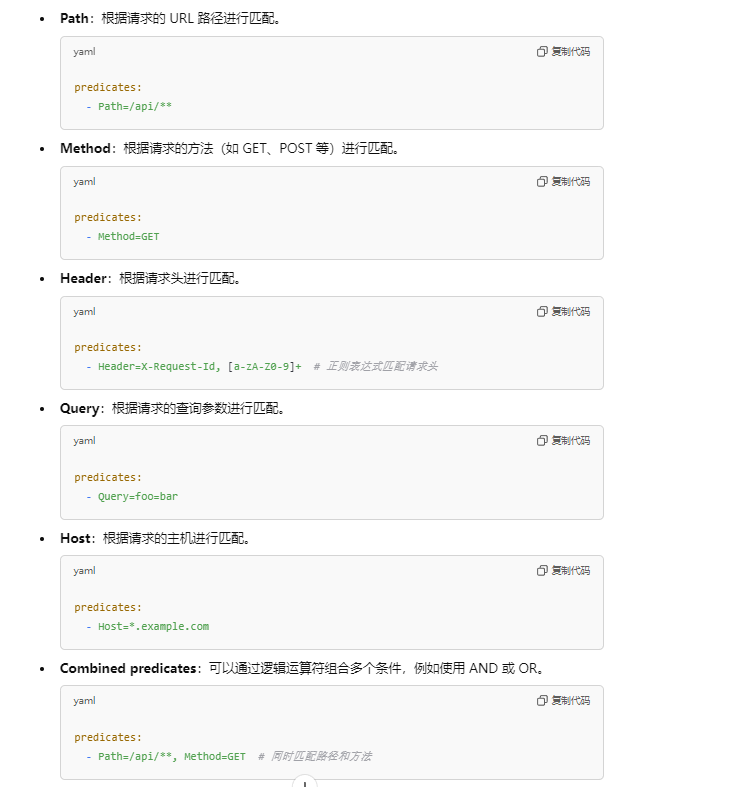 Path：根据请求的 URL 路径进行匹配。
yaml 复制代码
predicates:
- Path=/api/**
Method：根据请求的方法（如 GET、POST 等）进行匹配。
yaml 复制代码
predicates:
- Method=GET
Header：根据请求头进行匹配。
yaml 复制代码
predicates:
- Header=X-Request-Id, [a-zA-Z0-9]+ # 正则表达式匹配请求头
Query：根据请求的查询参数进行匹配。
yaml 复制代码
predicates:
- Query=foo=bar
Host：根据请求的主机进行匹配。
yaml 复制代码
predicates:
- Host=*.example.com
Combined predicates：可以通过逻辑运算符组合多个条件，例如使用 AND 或 OR。
yaml 复制代码
predicates:
- Path=/api/**, Method=GET # 同时匹配路径和方法